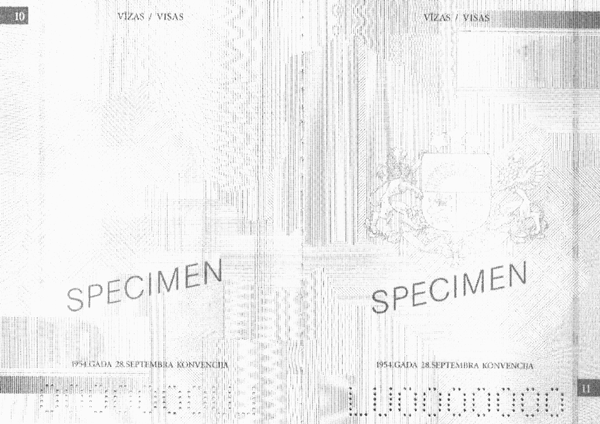 10
VĪZAS / VISAS
SPECIMEN
1954.GADA 28.SEPTEMBRA KONVENCIJA
VĪZAS / VISAS
SPECIMEN
1954.GADA 28.SEPTEMBRA KONVENCIJA
11
LU0000000